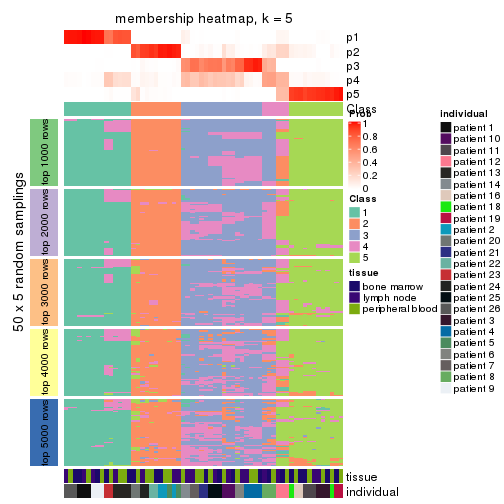 membership heatmap, k = 5
p1
p2
p3
p4
p5
Class
50 x 5 random samplings
top 1000 rows
top 2000 rows
top 3000 rows
top 4000 rows
top 5000 rows
tissue
individual
Prob
1
0.8
0.6
0.4
0.2
0
Class
1
2
3
4
5
tissue
bone marrow
lymph node
peripheral blood
individual
patient 1
patient 10
patient 11
patient 12
patient 13
patient 14
patient 16
patient 18
patient 19
patient 2
patient 20
patient 21
patient 22
patient 23
patient 24
patient 25
patient 26
patient 3
patient 4
patient 5
patient 6
patient 7
patient 8
patient 9